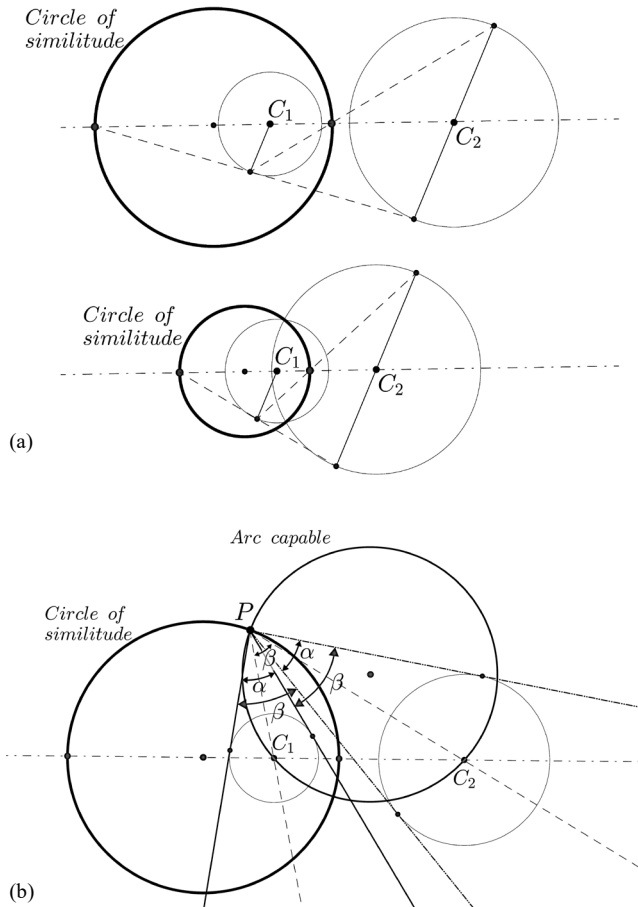 Circle of
similitude
C₁
C₂
Circle of
similitude
C₁
C₂
(a)
Arc capable
Circle of
similitude
P
β
α
α
β
β
C₁
C₂
(b)